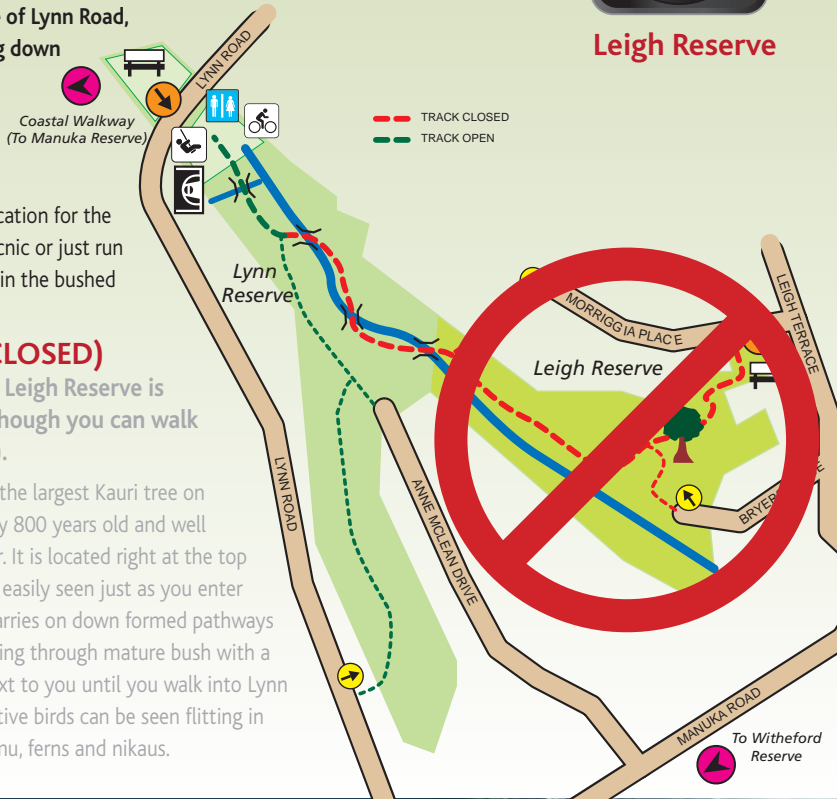 of Lynn Road,
g down
Leigh Reserve
LYNN ROAD
Coastal Walkway
(To Manuka Reserve)
TRACK CLOSED
TRACK OPEN
cation for the
cnic or just run
in the bushed
Lynn
Reserve
MORRIGGIA PLACE
LEIGH TERRACE
Leigh Reserve
CLOSED)
Leigh Reserve is
hough you can walk
.
the largest Kauri tree on
y 800 years old and well
r. It is located right at the top
easily seen just as you enter
arries on down formed pathways
ing through mature bush with a
xt to you until you walk into Lynn
tive birds can be seen flitting in
mu, ferns and nikaus.
LYNN ROAD
ANNE MCLEAN DRIVE
BRYER
MANUKA ROAD
To Witheford
Reserve